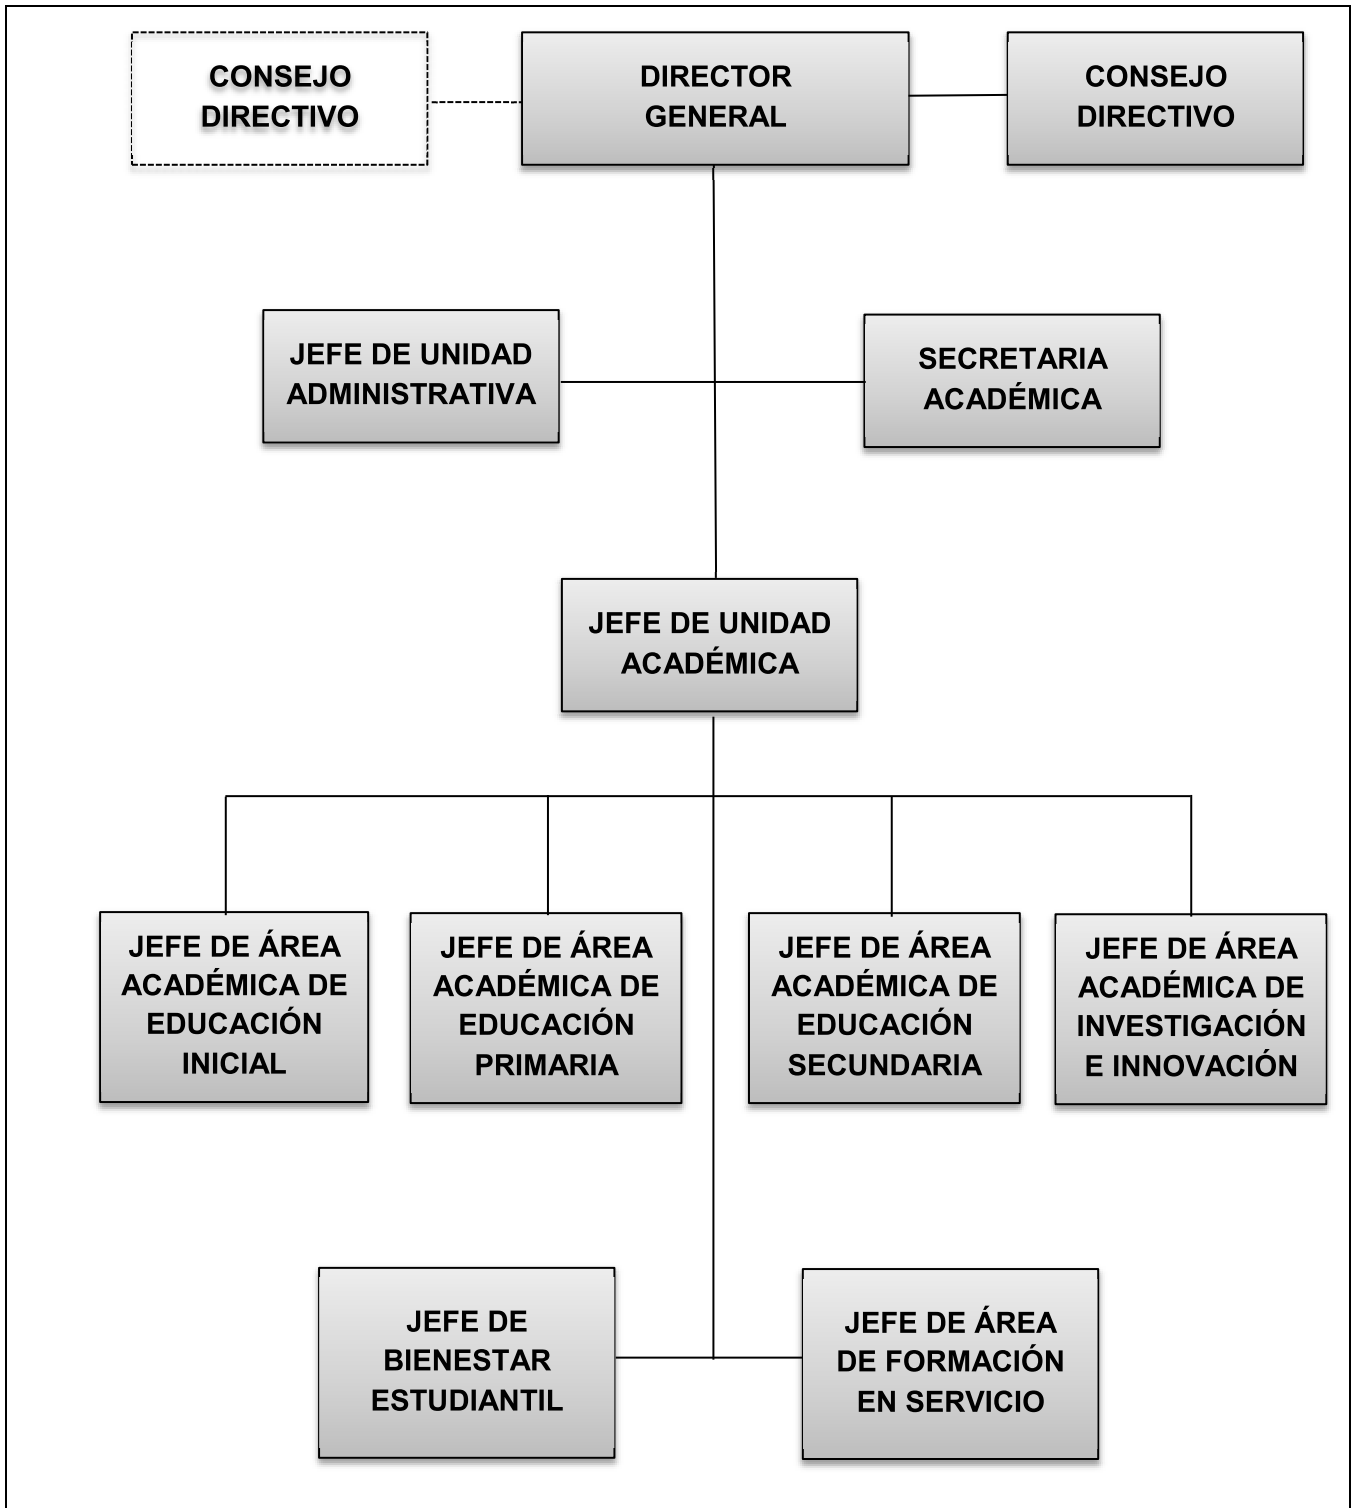 CONSEJO
DIRECTIVO
DIRECTOR
GENERAL
CONSEJO
DIRECTIVO
JEFE DE UNIDAD
ADMINISTRATIVA
SECRETARIA
ACADÉMICA
JEFE DE UNIDAD
ACADÉMICA
JEFE DE ÁREA
ACADÉMICA DE
EDUCACIÓN
INICIAL
JEFE DE ÁREA
ACADÉMICA DE
EDUCACIÓN
PRIMARIA
JEFE DE ÁREA
ACADÉMICA DE
EDUCACIÓN
SECUNDARIA
JEFE DE ÁREA
ACADÉMICA DE
INVESTIGACIÓN
E INNOVACIÓN
JEFE DE
BIENESTAR
ESTUDIANTIL
JEFE DE ÁREA
DE FORMACIÓN
EN SERVICIO